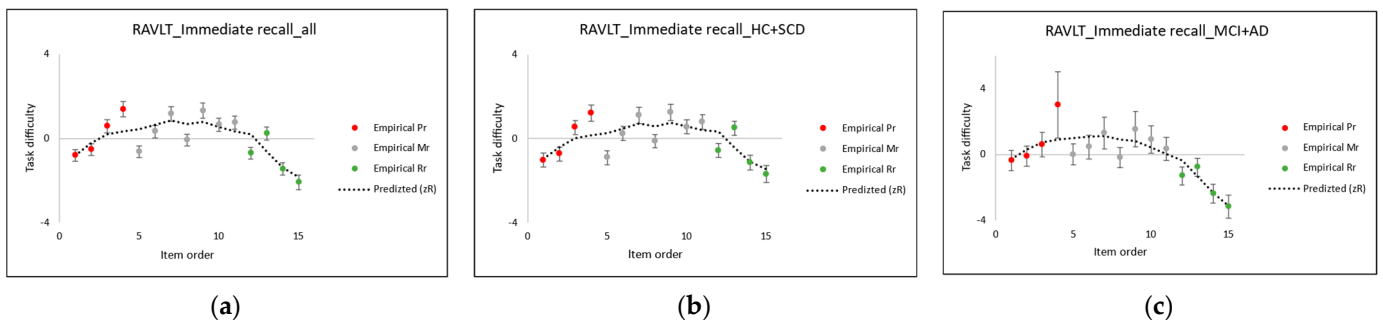 RAVLT_Immediate recall_all
4
0
-4
0
5
10
15
Task difficulty
Item order
Empirical Pr
Empirical Mr
Empirical Rr
Predizted (zR)
(a)
RAVLT_Immediate recall_HC+SCD
4
0
-4
0
5
10
15
Task difficulty
Item order
Empirical Pr
Empirical Mr
Empirical Rr
Predizted (zR)
(b)
RAVLT_Immediate recall_MCI+AD
4
0
-4
0
5
10
15
Task difficulty
Item order
Empirical Pr
Empirical Mr
Empirical Rr
Predizted (zR)
(c)